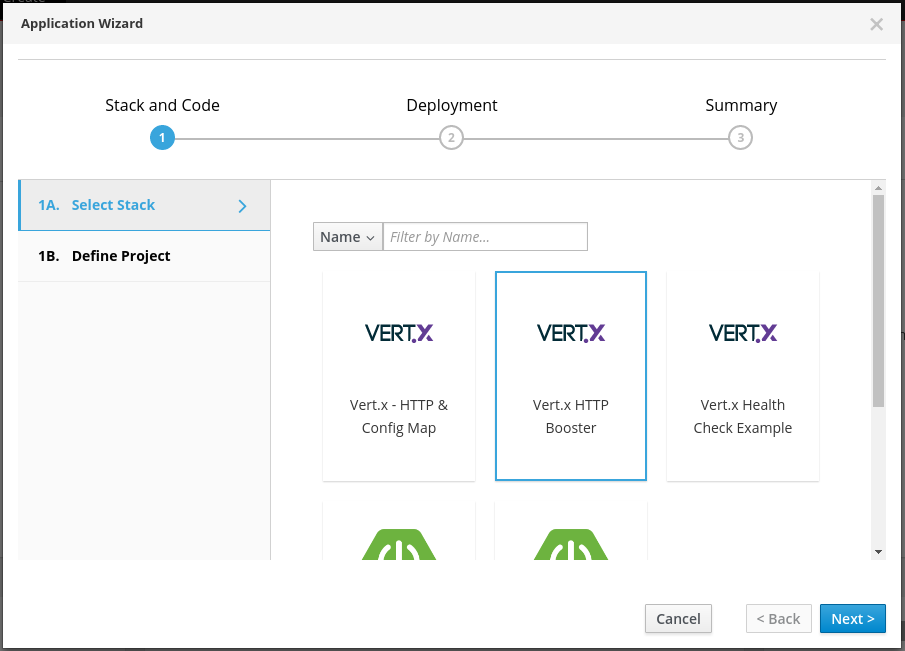 Application Wizard
Stack and Code
Deployment
Summary
1
2
3
1A. Select Stack
1B. Define Project
Name
Filter by Name...
VERT.X
VERT.X
VERT.X
Vert.x - HTTP &
Config Map
Vert.x HTTP
Booster
Vert.x Health
Check Example
Cancel
< Back
Next >